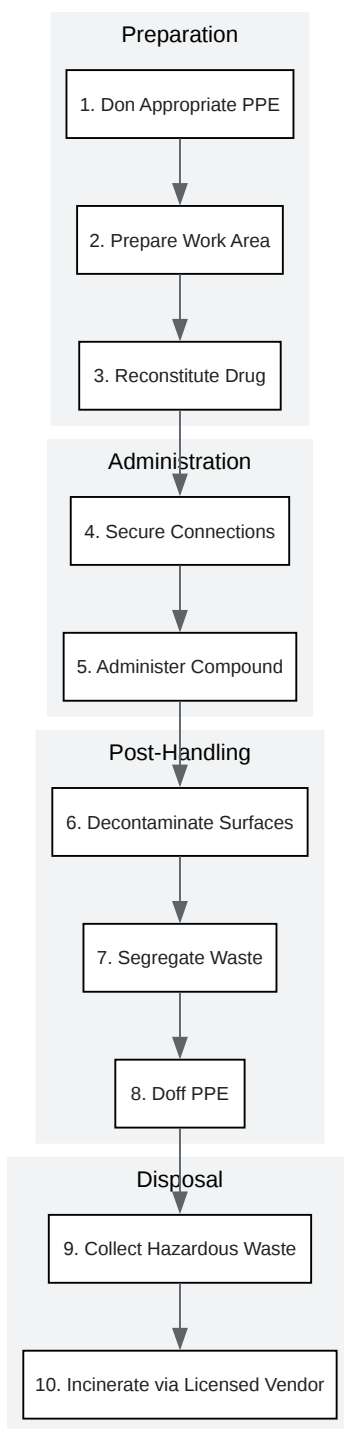 Preparation
1. Don Appropriate PPE
2. Prepare Work Area
3. Reconstitute Drug
Administration
4. Secure Connections
5. Administer Compound
Post-Handling
6. Decontaminate Surfaces
7. Segregate Waste
8. Doff PPE
Disposal
9. Collect Hazardous Waste
10. Incinerate via Licensed Vendor